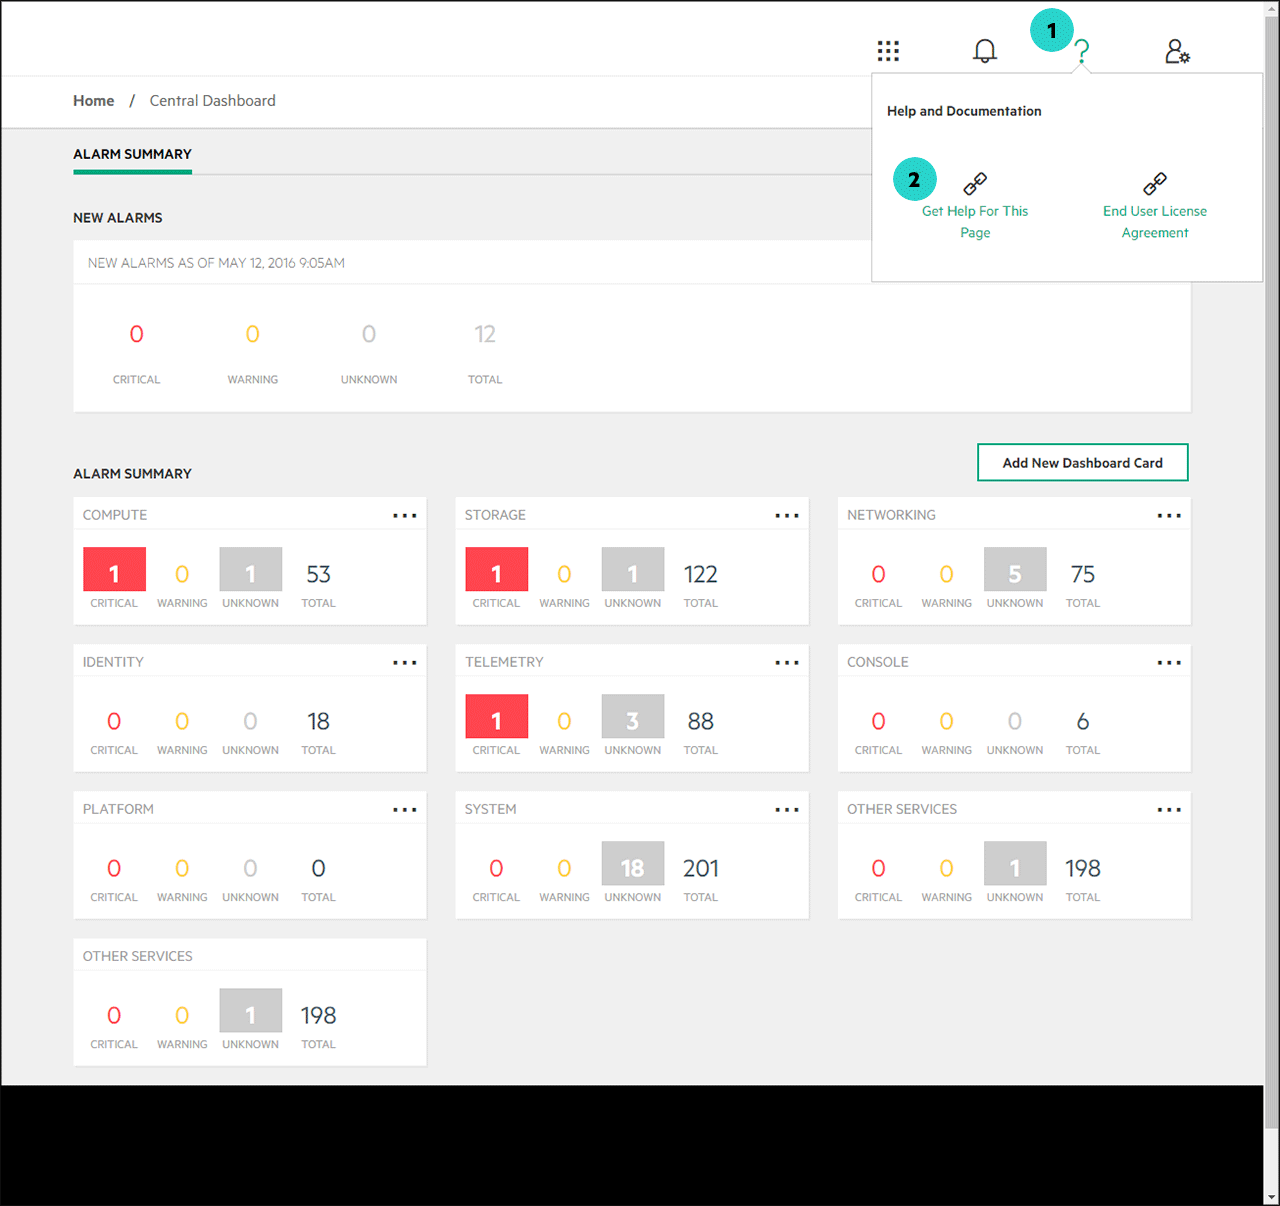 1
?
Home / Central Dashboard
Help and Documentation
ALARM SUMMARY
2
Get Help For This
Page
End User License
Agreement
NEW ALARMS
NEW ALARMS AS OF MAY 12, 2016 9:05AM
0 0 0 12
CRITICAL WARNING UNKNOWN TOTAL
ALARM SUMMARY
Add New Dashboard Card
COMPUTE
1 0 1 53
CRITICAL WARNING UNKNOWN TOTAL
STORAGE
1 0 1 122
CRITICAL WARNING UNKNOWN TOTAL
NETWORKING
0 0 5 75
CRITICAL WARNING UNKNOWN TOTAL
IDENTITY
0 0 0 18
CRITICAL WARNING UNKNOWN TOTAL
TELEMETRY
1 0 3 88
CRITICAL WARNING UNKNOWN TOTAL
CONSOLE
0 0 0 6
CRITICAL WARNING UNKNOWN TOTAL
PLATFORM
0 0 0 0
CRITICAL WARNING UNKNOWN TOTAL
SYSTEM
0 0 18 201
CRITICAL WARNING UNKNOWN TOTAL
OTHER SERVICES
0 0 1 198
CRITICAL WARNING UNKNOWN TOTAL
OTHER SERVICES
0 0 1 198
CRITICAL WARNING UNKNOWN TOTAL